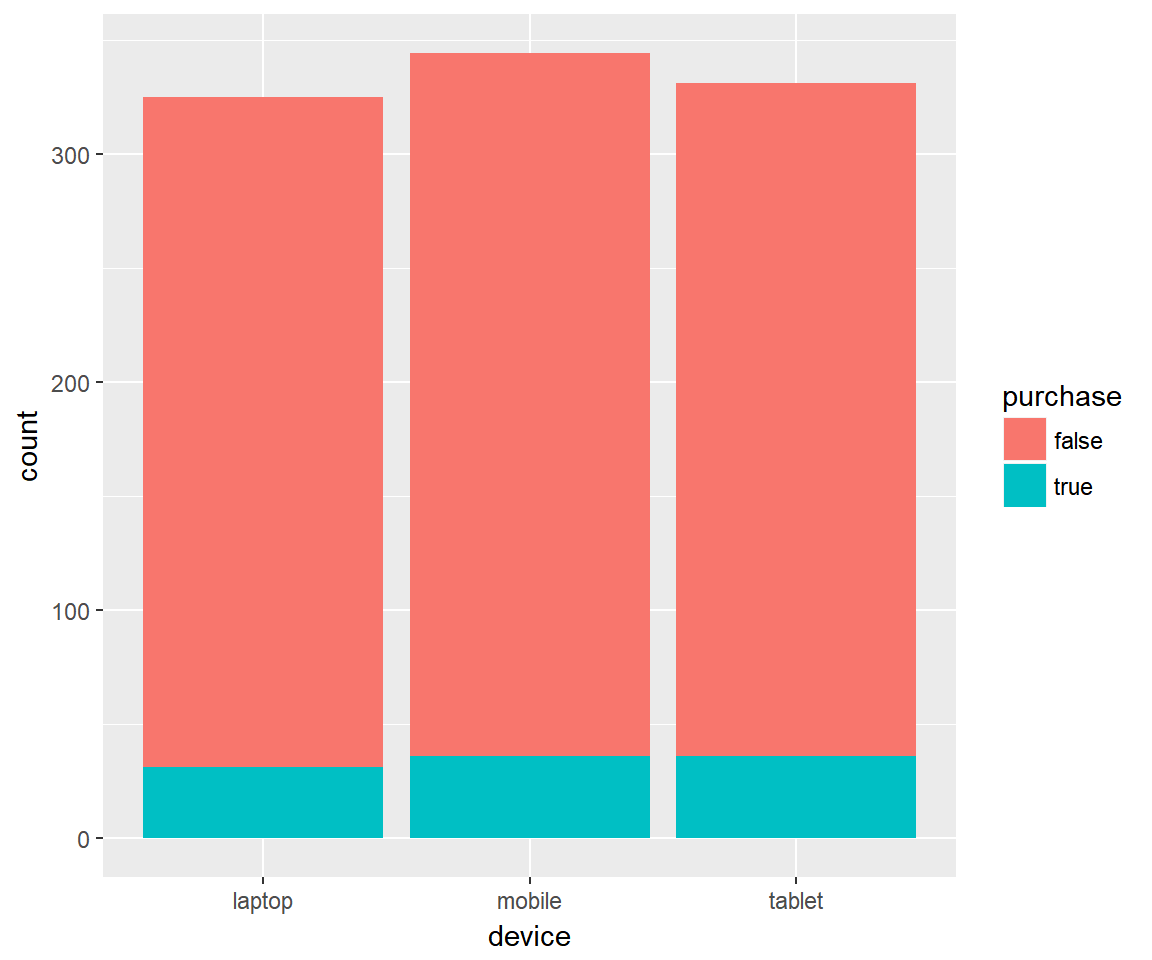 300
200
100
0
count
laptop
mobile
tablet
device
purchase
false
true